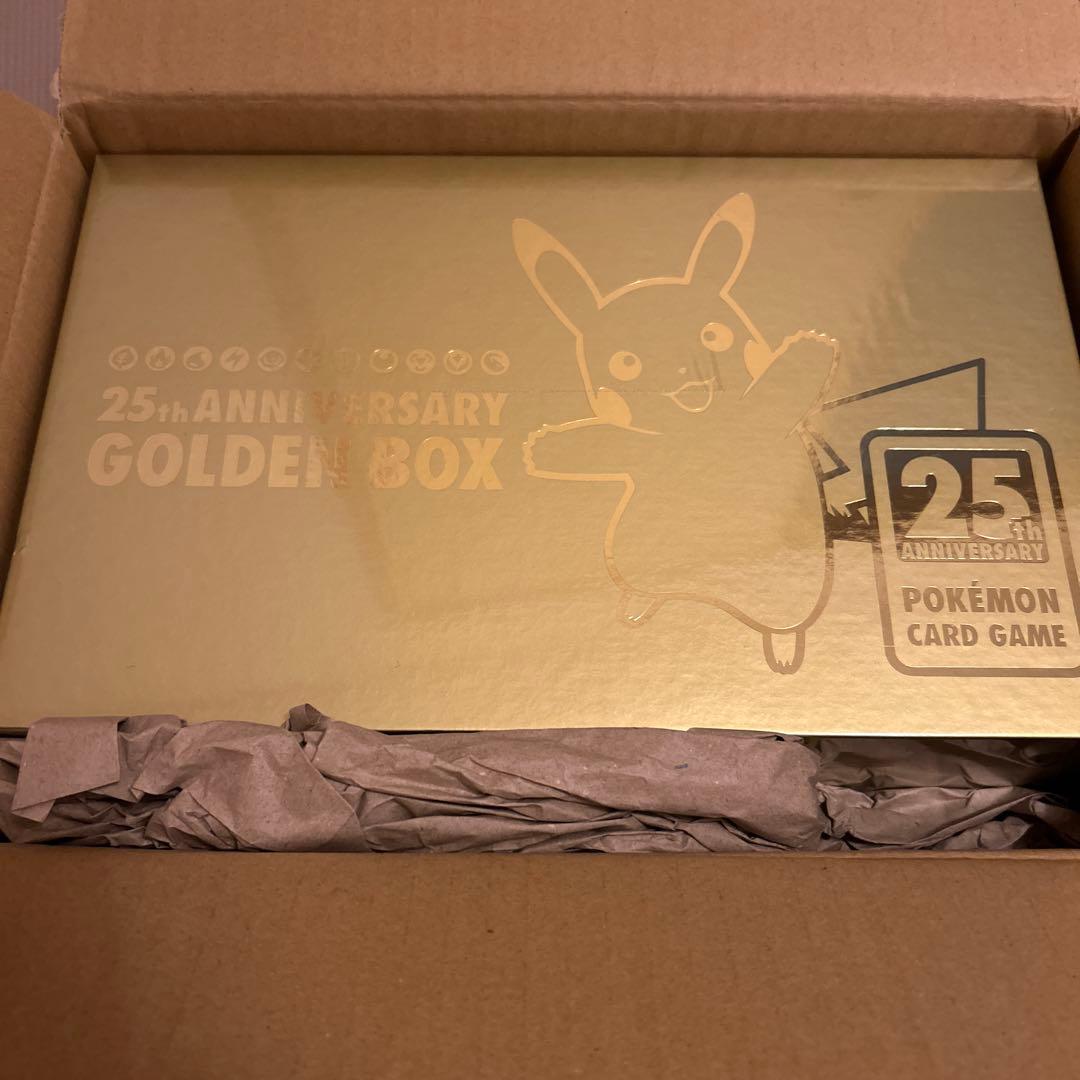 25th ANNIVERSARY
GOLDEN BOX
25th
ANNIVERSARY
POKÉMON
CARD GAME